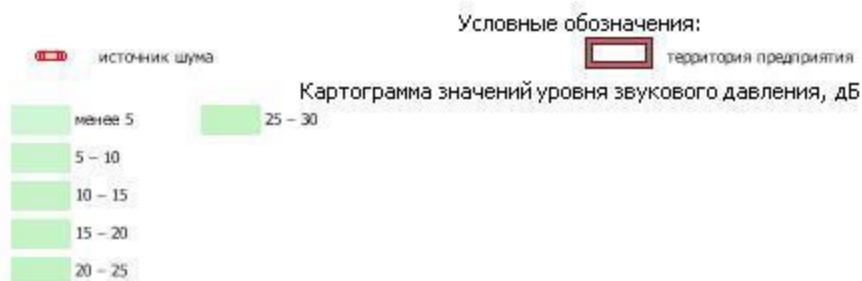 Условные обозначения:
источник шума
территория предприятия
Картограмма значений уровня звукового давления, дБ
менее 5
25 – 30
5 – 10
10 – 15
15 – 20
20 – 25